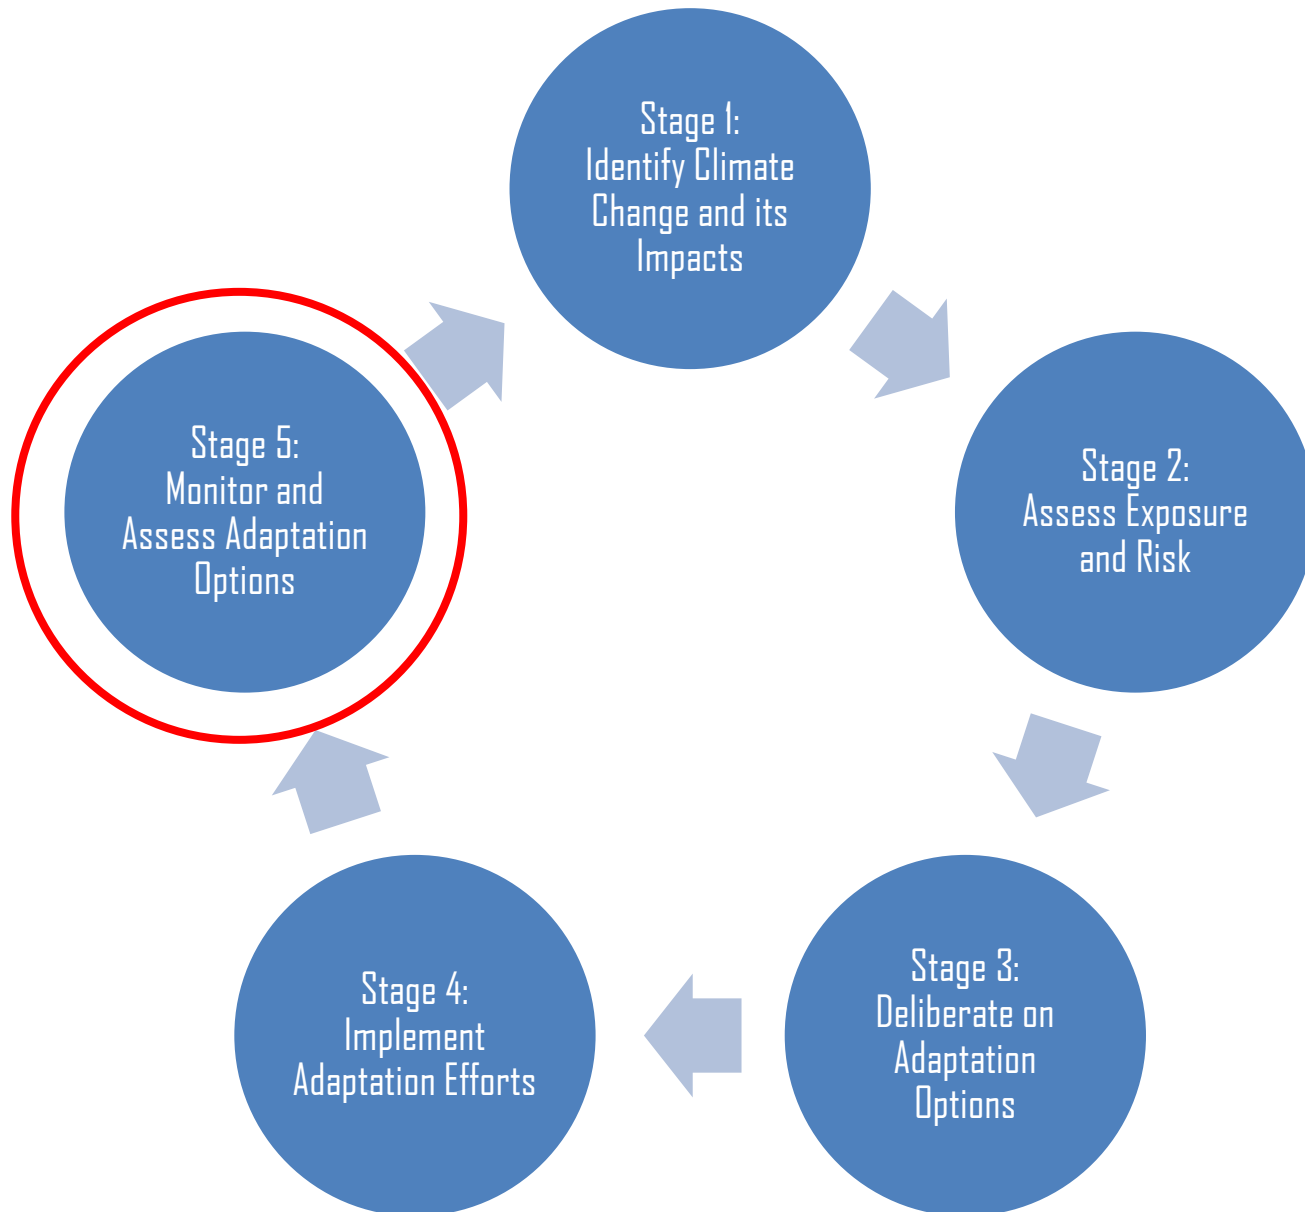 Stage 1:
Identify Climate
Change and its
Impacts
Stage 2:
Assess Exposure
and Risk
Stage 3:
Deliberate on
Adaptation
Options
Stage 4:
Implement
Adaptation Efforts
Stage 5:
Monitor and
Assess Adaptation
Options